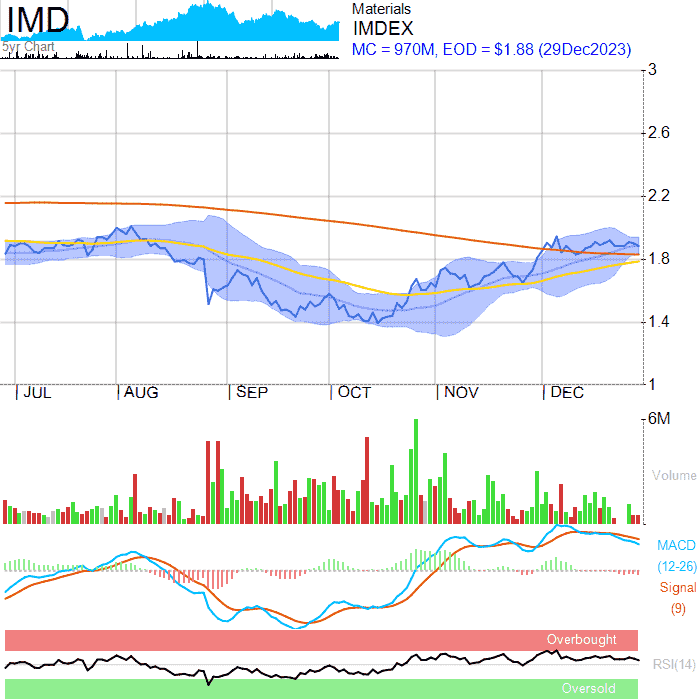 IMD
5yr Chart
Materials
IMDEX
MC = 970M, EOD = $1.88 (29Dec2023)
3
2.6
2.2
1.8
1.4
1
JUL AUG SEP OCT NOV DEC
6M
Volume
MACD
(12-26)
Signal
(9)
Overbought
RSI(14)
Oversold